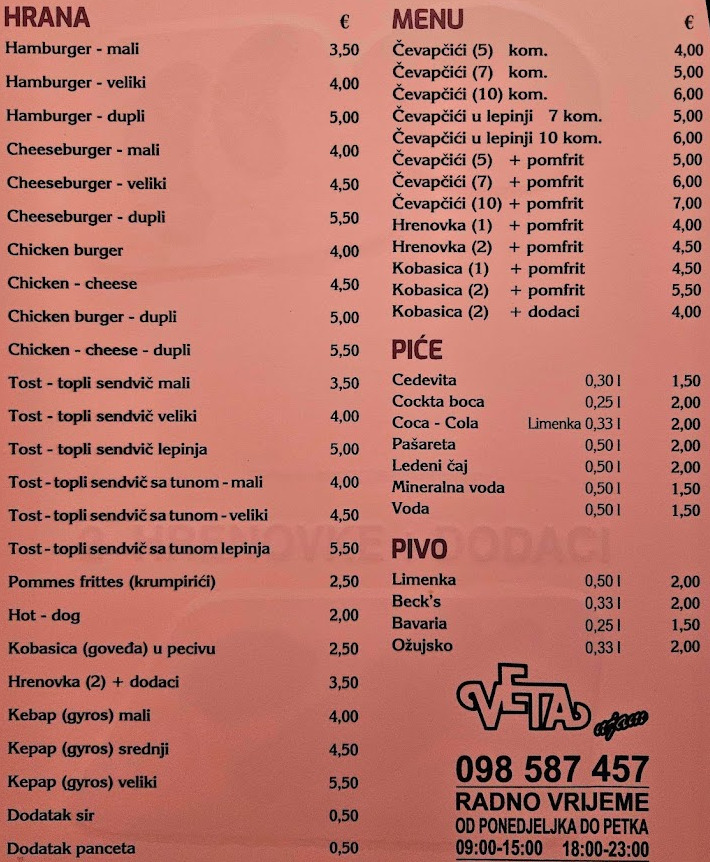 HRANA €
Hamburger - mali 3,50
Hamburger - veliki 4,00
Hamburger - dupli 5,00
Cheeseburger - mali 4,00
Cheeseburger - veliki 4,50
Cheeseburger - dupli 5,50
Chicken burger 4,00
Chicken - cheese 4,50
Chicken burger - dupli 5,00
Chicken - cheese - dupli 5,50
Tost - topli sendvič mali 3,50
Tost - topli sendvič veliki 4,00
Tost - topli sendvič lepinja 5,00
Tost - topli sendvič sa tunom - mali 4,00
Tost - topli sendvič sa tunom - veliki 4,50
Tost - topli sendvič sa tunom lepinja 5,50
Pommes frittes (krumpirići) 2,50
Hot - dog 2,00
Kobasica (goveđa) u pecivu 2,50
Hrenovka (2) + dodaci 3,50
Kebap (gyros) mali 4,00
Kepap (gyros) srednji 4,50
Kepap (gyros) veliki 5,50
Dodatak sir 0,50
Dodatak panceta 0,50
MENU €
Čevapčići (5) kom. 4,00
Čevapčići (7) kom. 5,00
Čevapčići (10) kom. 6,00
Čevapčići u lepinji 7 kom. 5,00
Čevapčići u lepinji 10 kom. 6,00
Čevapčići (5) + pomfrit 5,00
Čevapčići (7) + pomfrit 6,00
Čevapčići (10) + pomfrit 7,00
Hrenovka (1) + pomfrit 4,00
Hrenovka (2) + pomfrit 4,50
Kobasica (1) + pomfrit 4,50
Kobasica (2) + pomfrit 5,50
Kobasica (2) + dodaci 4,00
PIĆE
Cedevita 0,30 l 1,50
Cockta boca 0,25 l 2,00
Coca - Cola Limenka 0,33 l 2,00
Pašareta 0,50 l 2,00
Ledeni čaj 0,50 l 2,00
Mineralna voda 0,50 l 1,50
Voda 0,50 l 1,50
PIVO
Limenka 0,50 l 2,00
Beck's 0,33 l 2,00
Bavaria 0,25 l 1,50
Ožujsko 0,33 l 2,00
VETA
098 587 457
RADNO VRIJEME
OD PONEDJELJKA DO PETKA
09:00-15:00 18:00-23:00